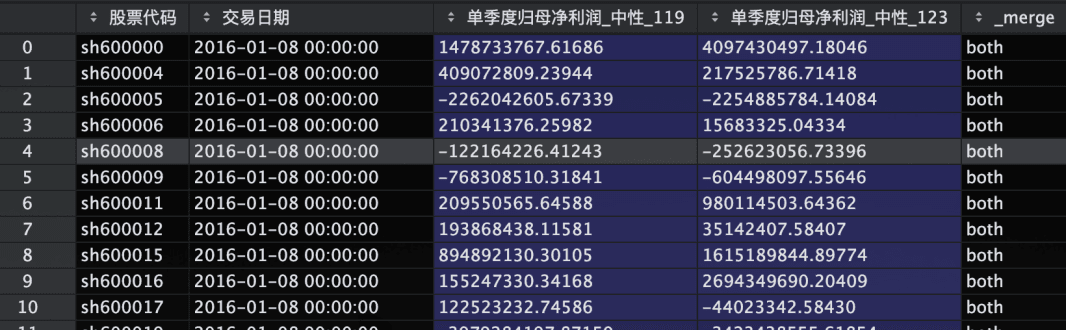 股票代码 交易日期 单季度归母净利润_中性_119 单季度归母净利润_中性_123 _merge
0 sh600000 2016-01-08 00:00:00 1478733767.61686 4097430497.18046 both
1 sh600004 2016-01-08 00:00:00 409072809.23944 217525786.71418 both
2 sh600005 2016-01-08 00:00:00 -2262042605.67339 -2254885784.14084 both
3 sh600006 2016-01-08 00:00:00 210341376.25982 15683325.04334 both
4 sh600008 2016-01-08 00:00:00 -122164226.41243 -252623056.73396 both
5 sh600009 2016-01-08 00:00:00 -768308510.31841 -604498097.55646 both
6 sh600011 2016-01-08 00:00:00 209550565.64588 980114503.64362 both
7 sh600012 2016-01-08 00:00:00 193868438.11581 35142407.58407 both
8 sh600015 2016-01-08 00:00:00 894892130.30105 1615189844.89774 both
9 sh600016 2016-01-08 00:00:00 155247330.34168 2694349690.20409 both
10 sh600017 2016-01-08 00:00:00 122523232.74586 -44023342.58430 both